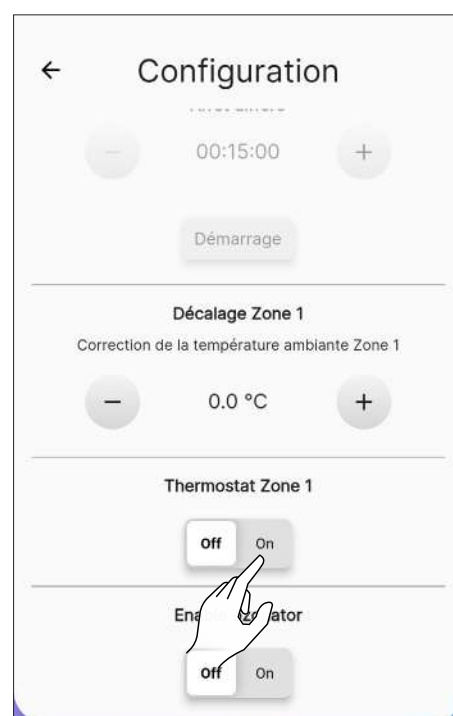 Configuration
00:15:00
Démarrage
Décalage Zone 1
Correction de la température ambiante Zone 1
0.0 °C
Thermostat Zone 1
Off On
Off On